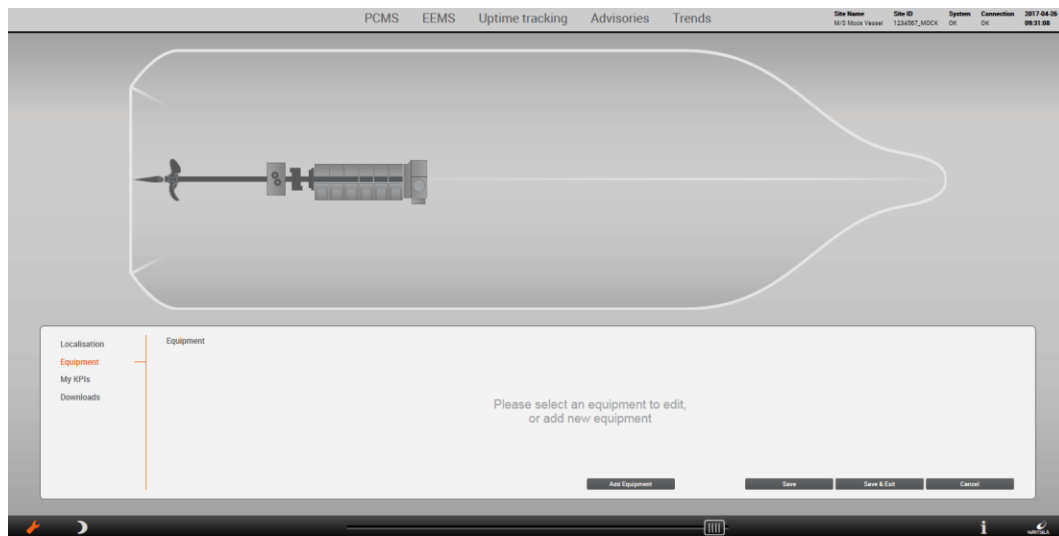 PCMS EEMS Uptime tracking Advisories Trends
Site Name Site ID System Connection 2017-04-26
M/S Mock Vessel 1234567_MOCK OK OK 09:31:08
Localisation
Equipment
My KPIs
Downloads
Equipment
Please select an equipment to edit,
or add new equipment
Add Equipment Save Save & Exit Cancel
i WÄRTSILÄ